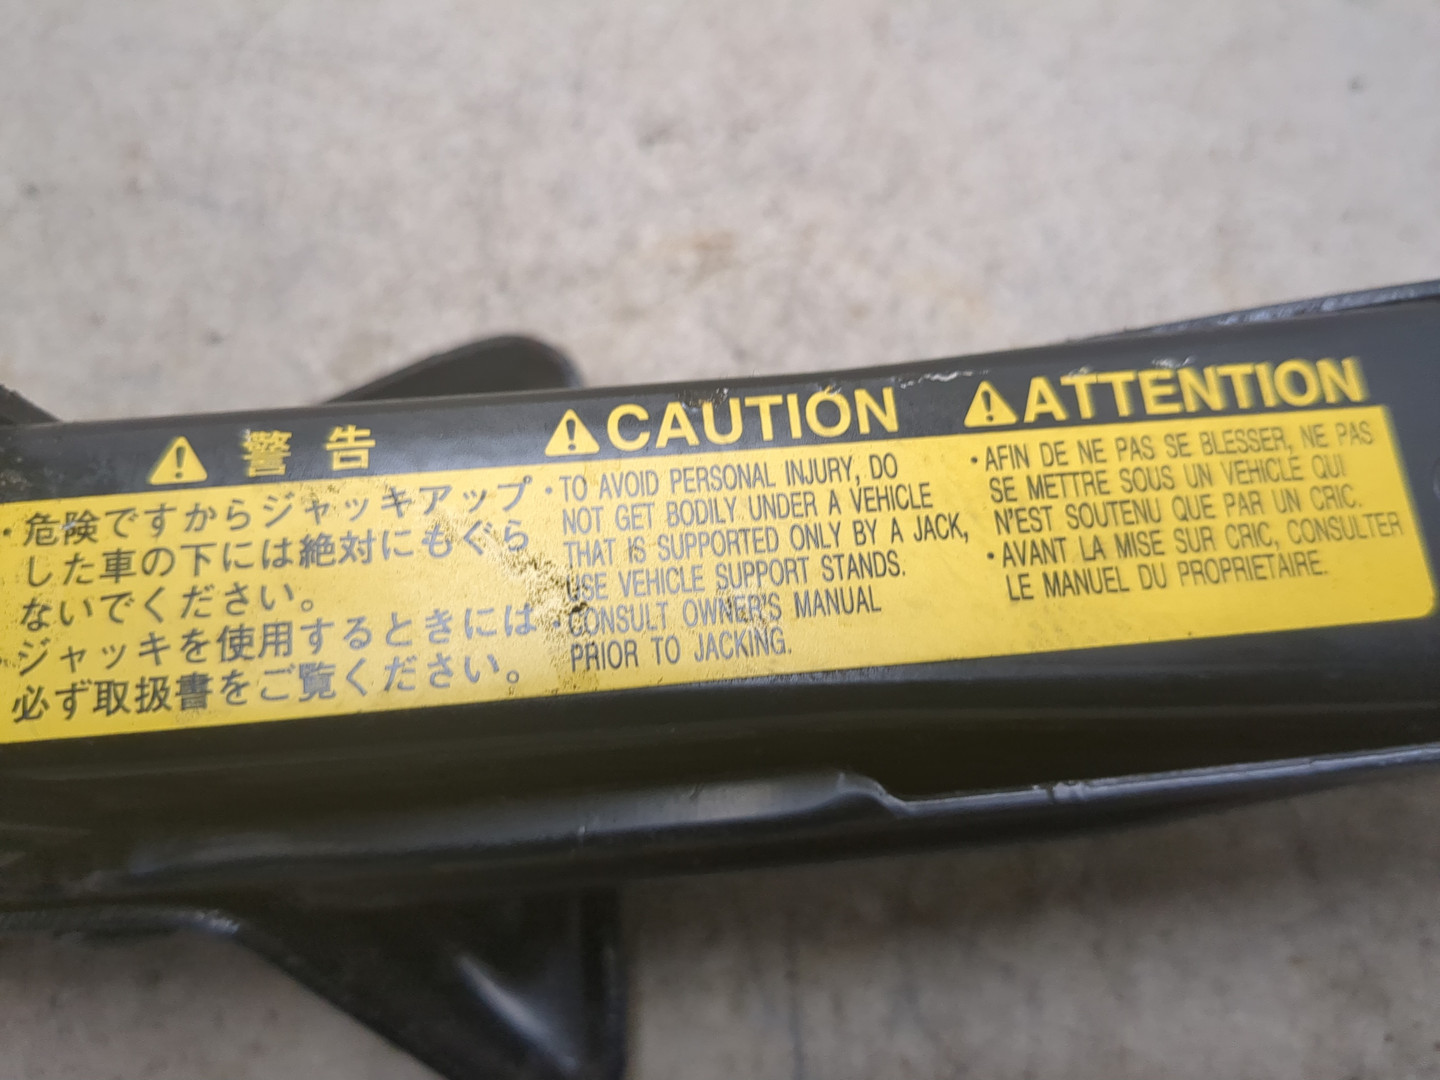 警告
・危険ですからジャッキアップ
した車の下には絶対にもぐら
ないでください。
・ジャッキを使用するときには
必ず取扱書をご覧ください。
CAUTION
・TO AVOID PERSONAL INJURY, DO
NOT GET BODILY UNDER A VEHICLE
THAT IS SUPPORTED ONLY BY A JACK,
USE VEHICLE SUPPORT STANDS.
・CONSULT OWNER'S MANUAL
PRIOR TO JACKING.
ATTENTION
・AFIN DE NE PAS SE BLESSER, NE PAS
SE METTRE SOUS UN VEHICLE QUI
N'EST SOUTENU QUE PAR UN CRIC.
・AVANT LA MISE SUR CRIC, CONSULTER
LE MANUEL DU PROPRIETAIRE.